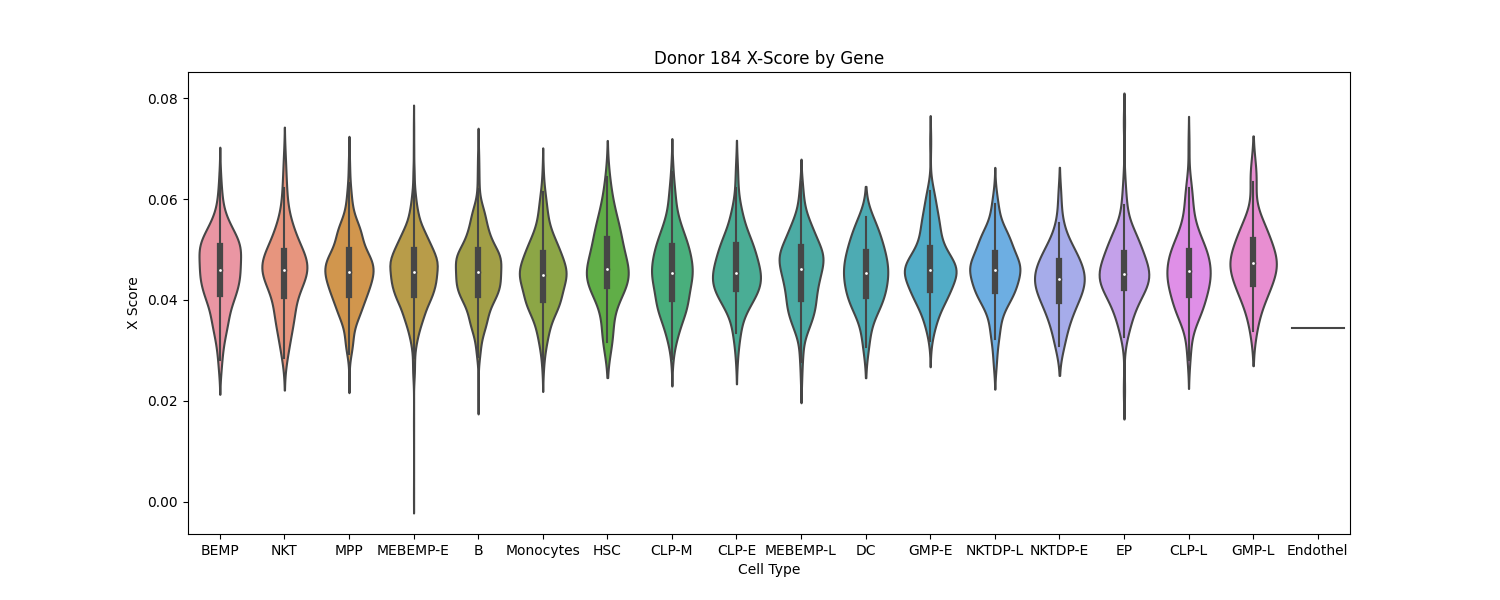 Donor 184 X-Score by Gene
X Score
0.08
0.06
0.04
0.02
0.00
BEMP NKT MPP MEBEMP-E B Monocytes HSC CLP-M CLP-E MEBEMP-L DC GMP-E NKTDP-L NKTDP-E EP CLP-L GMP-L Endothel
Cell Type